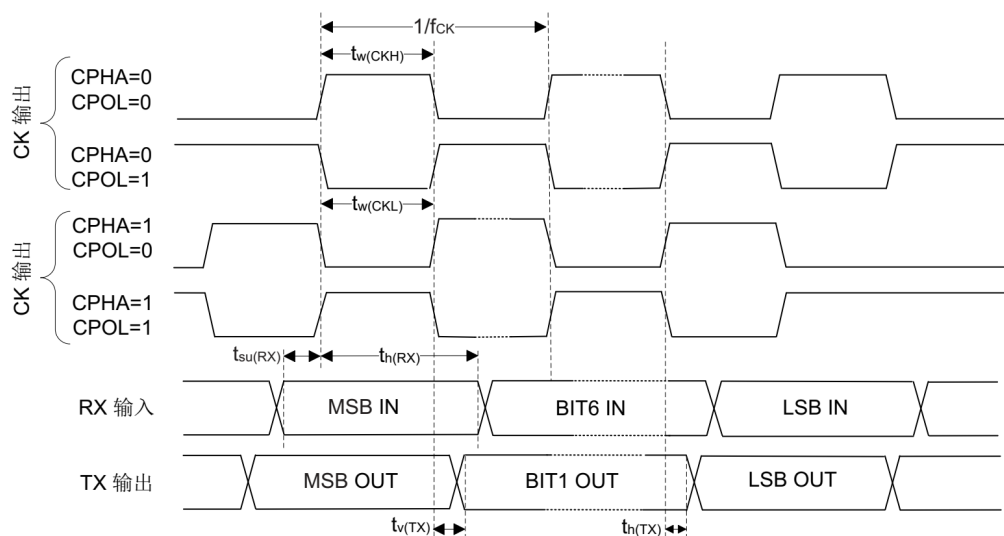 1/fCK
tw(CKH)
CK 输出
CPHA=0
CPOL=0
CPHA=0
CPOL=1
tw(CKL)
CK 输出
CPHA=1
CPOL=0
CPHA=1
CPOL=1
tsu(RX)
th(RX)
RX 输入
MSB IN
BIT6 IN
LSB IN
TX 输出
MSB OUT
BIT1 OUT
LSB OUT
tv(TX)
th(TX)